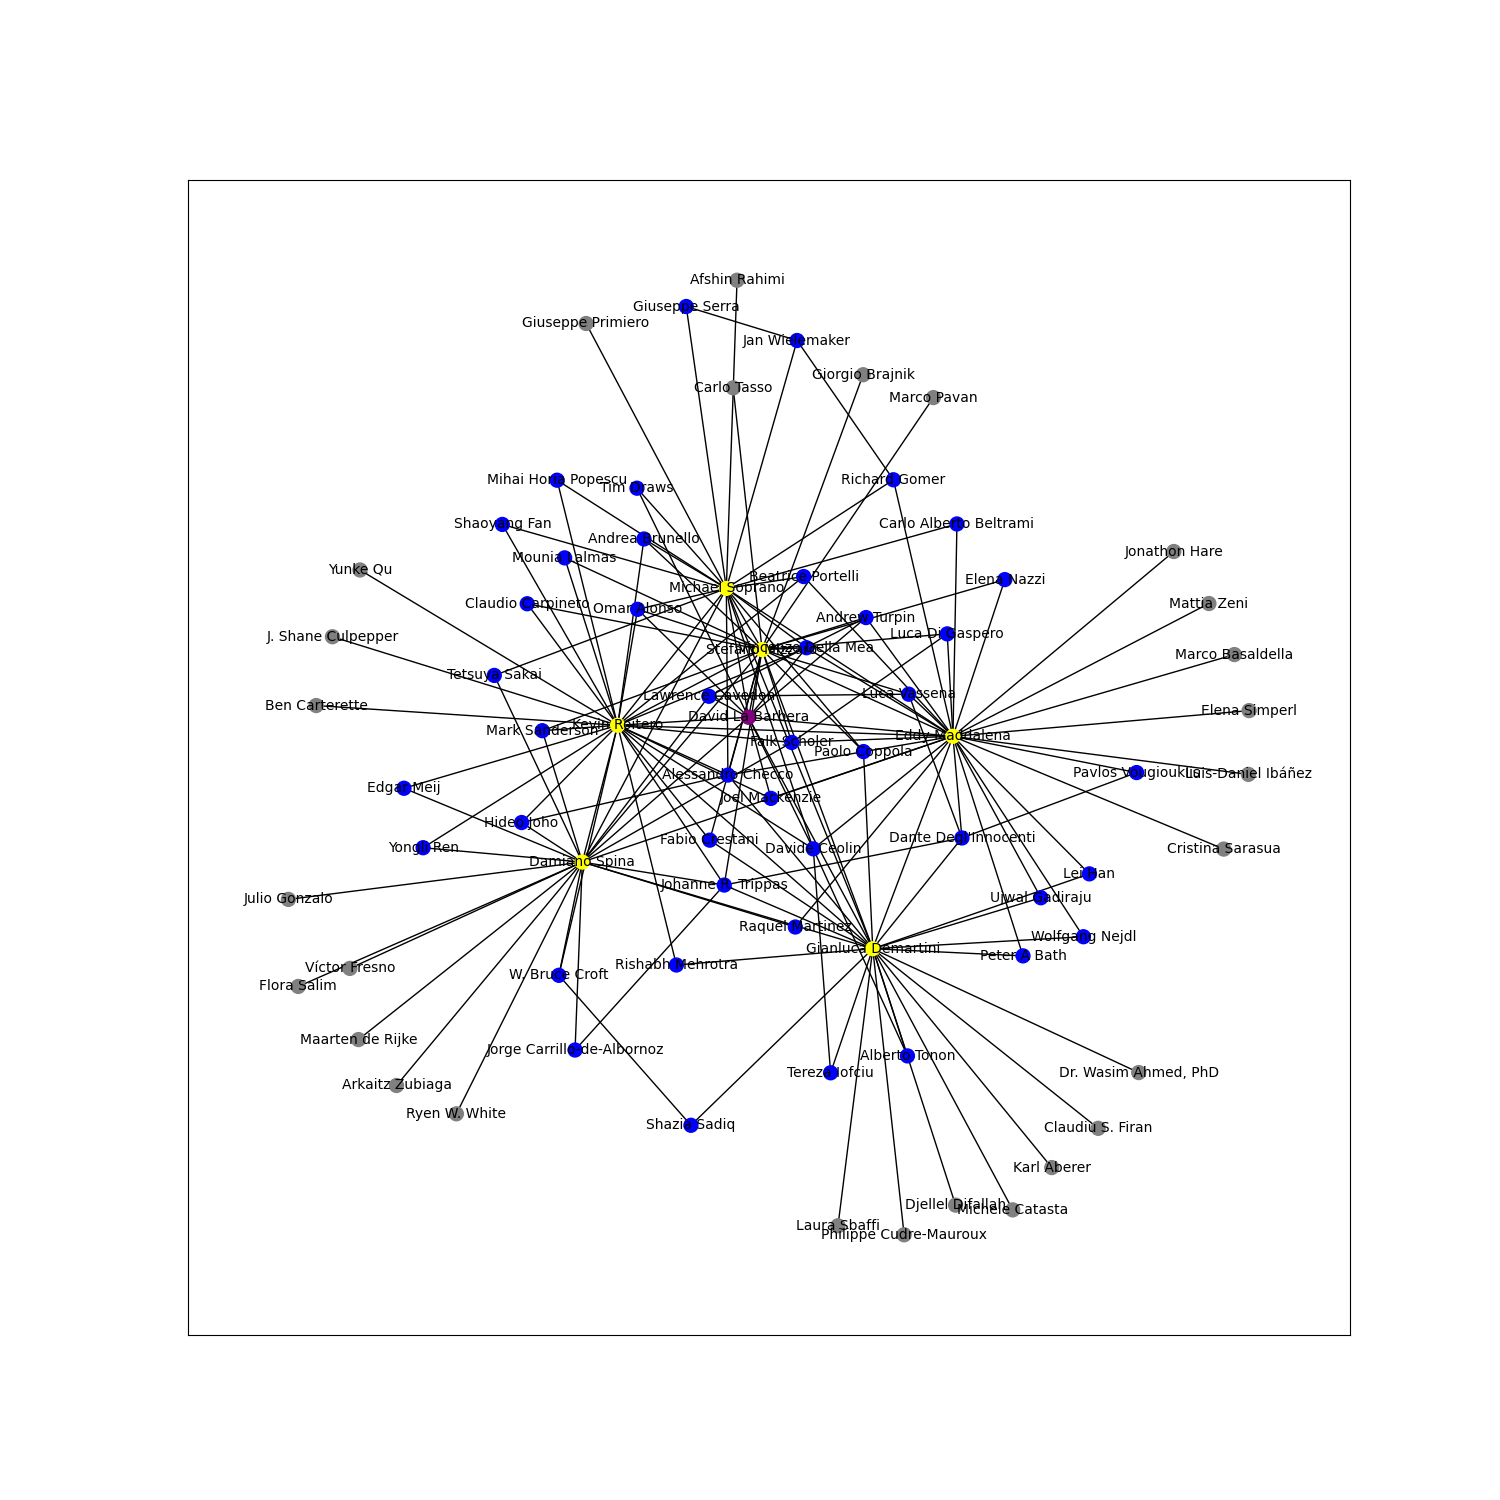 Afshin Rahimi
Giuseppe Serra
Giuseppe Primiero
Jan Wielemaker
Giorgio Brajnik
Carlo Tasso
Marco Pavan
Mihai Horia Popescu
Richard Gomer
Tim Draws
Shaoyang Fan
Carlo Alberto Beltrami
Andrea Brunello
Jonathon Hare
Mounia Lalmas
Yunke Qu
Beatrice Portelli
Elena Nazzi
Michael Soprano
Claudio Carpineto
Mattia Zeni
Omar Alonso
Andrew Turpin
Luca Di Gaspero
J. Shane Culpepper
Della Mea
Marco Basaldella
Tetsuya Sakai
Luca Vassena
Lawrence Cavedon
Ben Carterette
Elena Simperl
David La Barbera
Kevin Roitero
Mark Sanderson
Eddy Maddalena
Falk Scholer
Paolo Coppola
Pavlos Vougiouklis
Luis-Daniel Ibáñez
Alessandro Checco
Edgar Meij
Joel Mackenzie
Hideo Joho
Dante Degl'Innocenti
Fabio Crestani
Yongli Ren
Davide Ceolin
Cristina Sarasua
Damiano Spina
Lei Han
Johanne R. Trippas
Julio Gonzalo
Ujwal Gadiraju
Raquel Martínez
Wolfgang Nejdl
Gianluca Demartini
Peter A Bath
Rishabh Mehrotra
Víctor Fresno
W. Bruce Croft
Flora Salim
Maarten de Rijke
Jorge Carrillo-de-Albornoz
Alberto Tonon
Tereza Iofciu
Dr. Wasim Ahmed, PhD
Arkaitz Zubiaga
Ryen W. White
Shazia Sadiq
Claudiu S. Firan
Karl Aberer
Djellel Difallah
Michele Catasta
Laura Sbaffi
Philippe Cudre-Mauroux